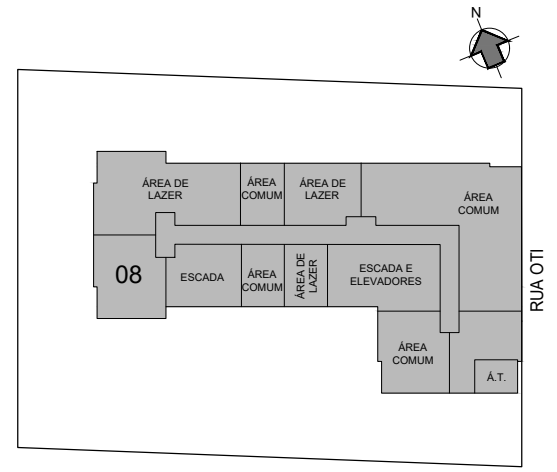 N
ÁREA DE
LAZER
ÁREA
COMUM
ÁREA DE
LAZER
ÁREA
COMUM
08
ESCADA
ÁREA
COMUM
ÁREA DE
LAZER
ESCADA E
ELEVADORES
RUA OTI
ÁREA
COMUM
Á.T.